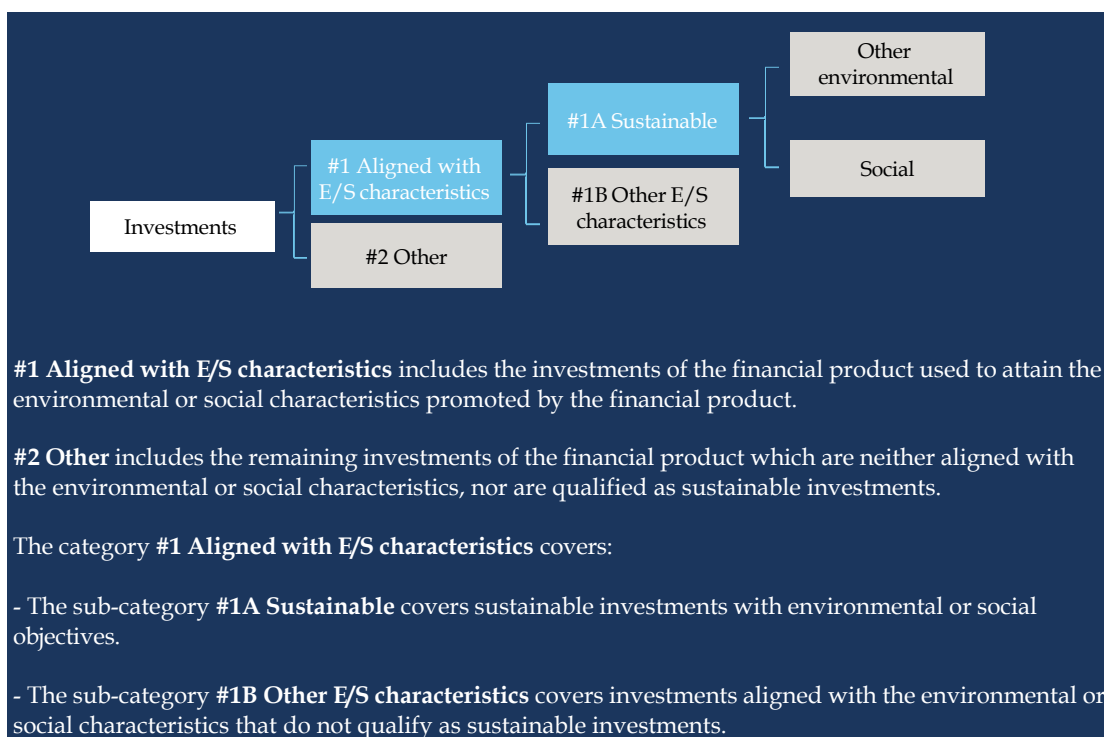 Other
environmental
#1A Sustainable
#1 Aligned with
E/S characteristics
Social
#1B Other E/S
characteristics
Investments
#2 Other
#1 Aligned with E/S characteristics includes the investments of the financial product used to attain the
environmental or social characteristics promoted by the financial product.
#2 Other includes the remaining investments of the financial product which are neither aligned with
the environmental or social characteristics, nor are qualified as sustainable investments.
The category #1 Aligned with E/S characteristics covers:
- The sub-category #1A Sustainable covers sustainable investments with environmental or social
objectives.
- The sub-category #1B Other E/S characteristics covers investments aligned with the environmental or
social characteristics that do not qualify as sustainable investments.